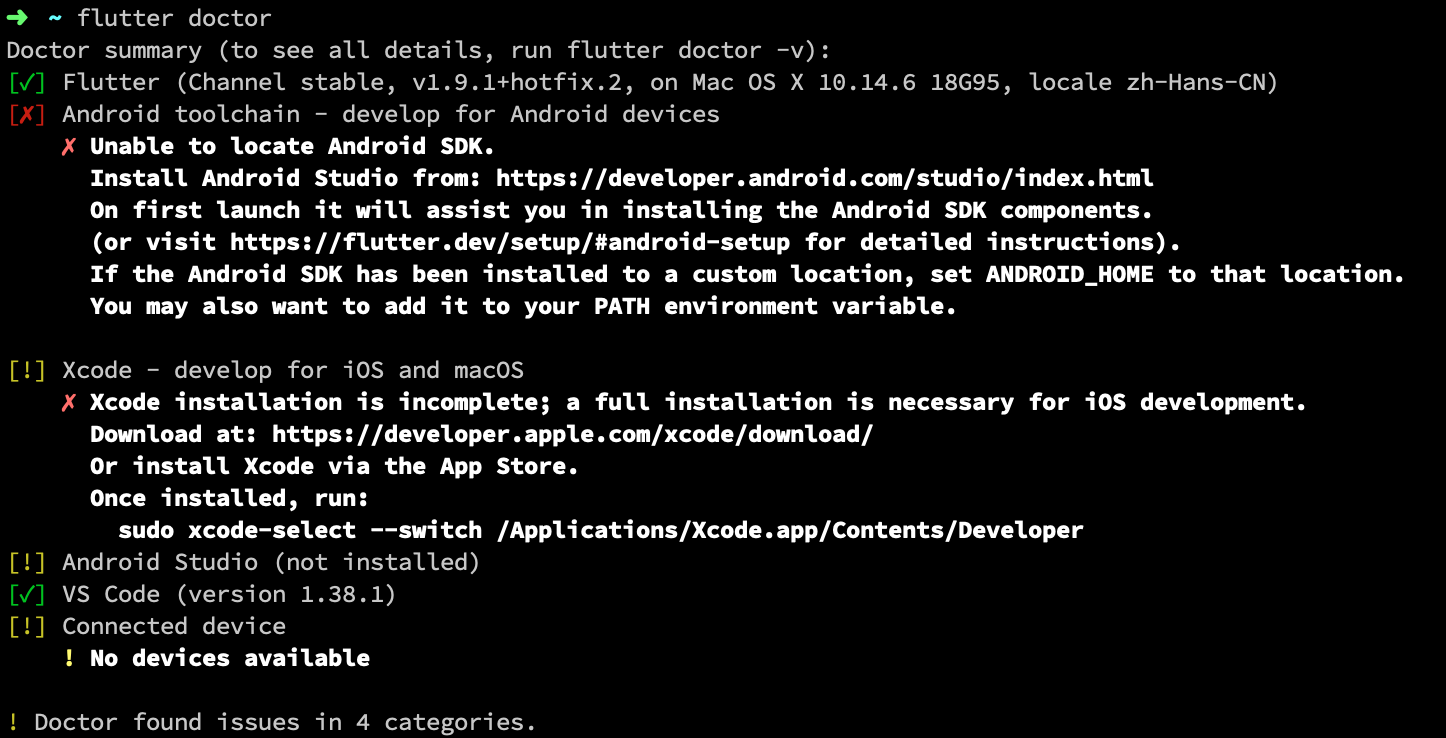 ➜ ~ flutter doctor
Doctor summary (to see all details, run flutter doctor -v):
[✓] Flutter (Channel stable, v1.9.1+hotfix.2, on Mac OS X 10.14.6 18G95, locale zh-Hans-CN)
[✗] Android toolchain - develop for Android devices
✗ Unable to locate Android SDK.
Install Android Studio from: https://developer.android.com/studio/index.html
On first launch it will assist you in installing the Android SDK components.
(or visit https://flutter.dev/setup/#android-setup for detailed instructions).
If the Android SDK has been installed to a custom location, set ANDROID_HOME to that location.
You may also want to add it to your PATH environment variable.
[!] Xcode - develop for iOS and macOS
✗ Xcode installation is incomplete; a full installation is necessary for iOS development.
Download at: https://developer.apple.com/xcode/download/
Or install Xcode via the App Store.
Once installed, run:
sudo xcode-select --switch /Applications/Xcode.app/Contents/Developer
[!] Android Studio (not installed)
[✓] VS Code (version 1.38.1)
[!] Connected device
! No devices available
! Doctor found issues in 4 categories.